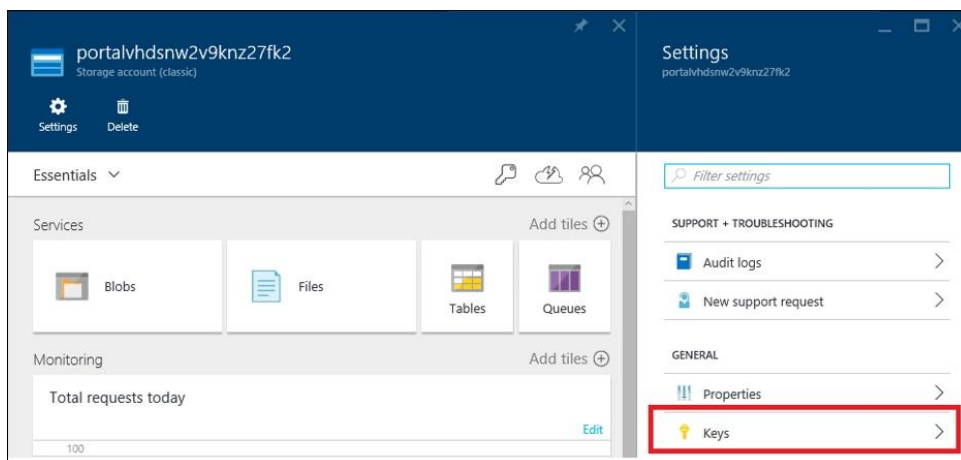 portalvhdsnw2v9knz27fk2
Storage account (classic)
Settings
Delete
Essentials
Services
Add tiles
Blobs
Files
Tables
Queues
Monitoring
Add tiles
Total requests today
Edit
100
Settings
portalvhdsnw2v9knz27fk2
Filter settings
SUPPORT + TROUBLESHOOTING
Audit logs
New support request
GENERAL
Properties
Keys